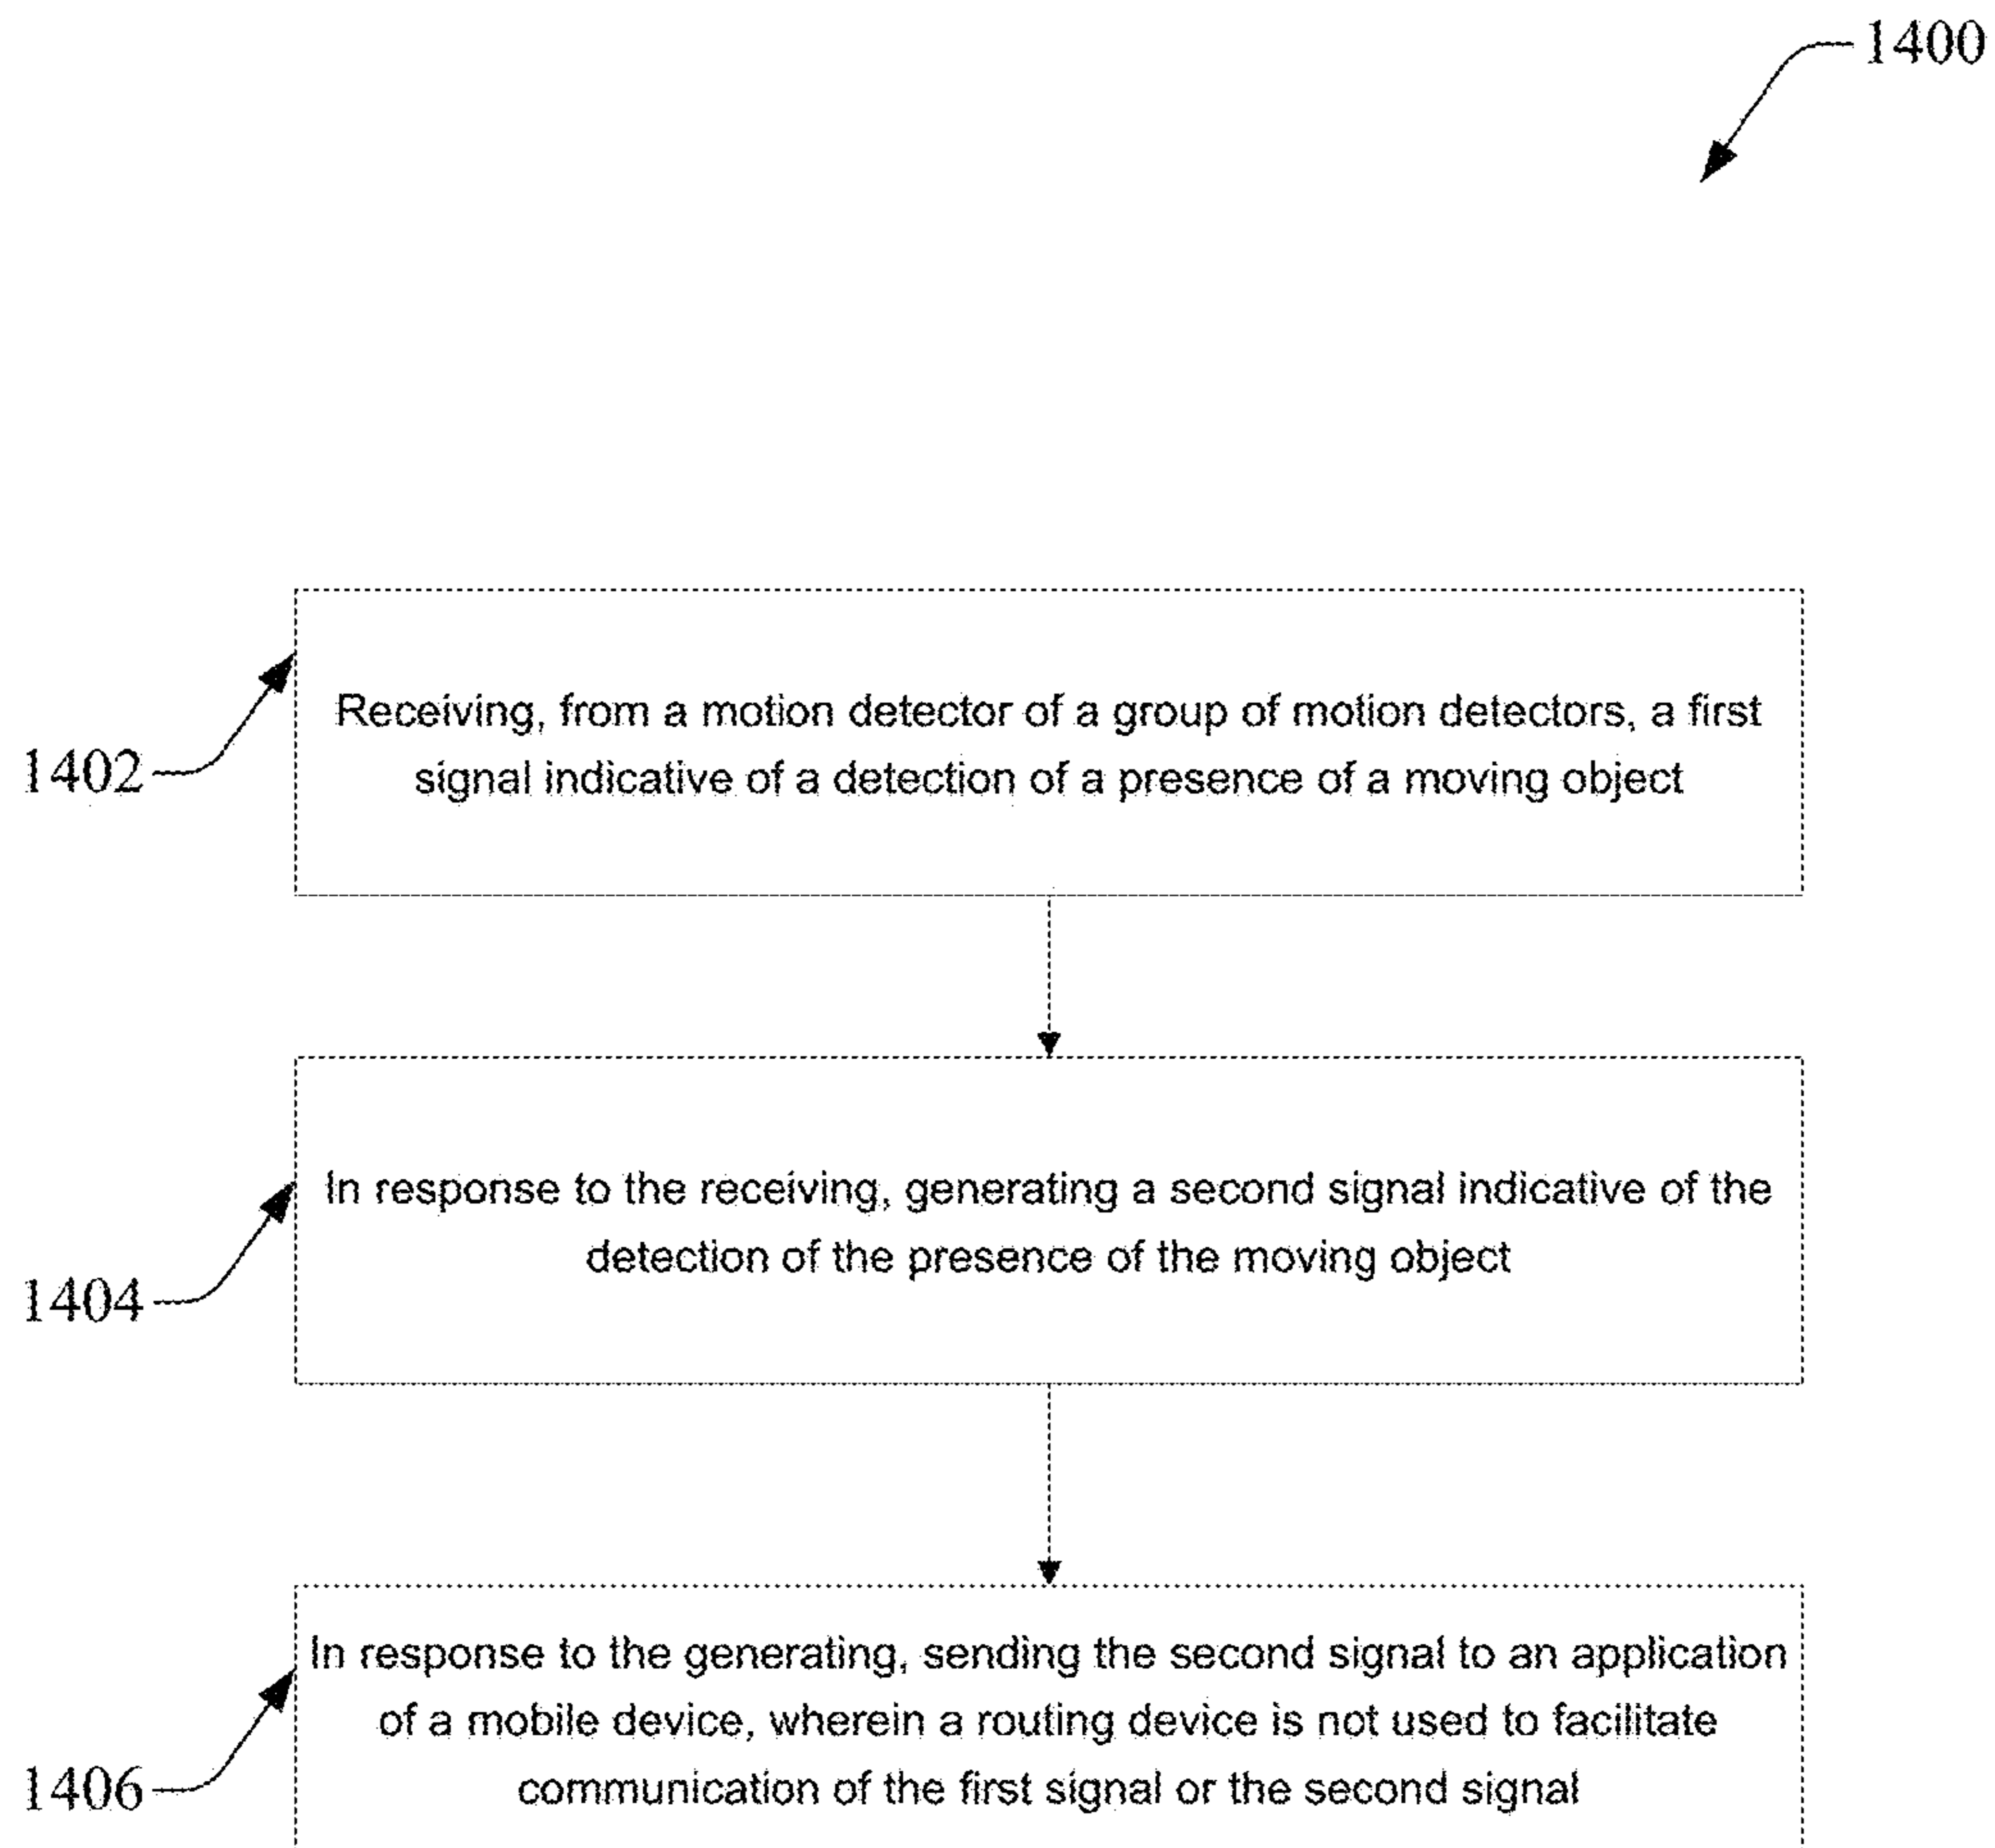 1400
Receiving, from a motion detector of a group of motion detectors, a first
signal indicative of a detection of a presence of a moving object
1402
In response to the receiving, generating a second signal indicative of the
detection of the presence of the moving object
1404
In response to the generating, sending the second signal to an application
of a mobile device, wherein a routing device is not used to facilitate
communication of the first signal or the second signal
1406